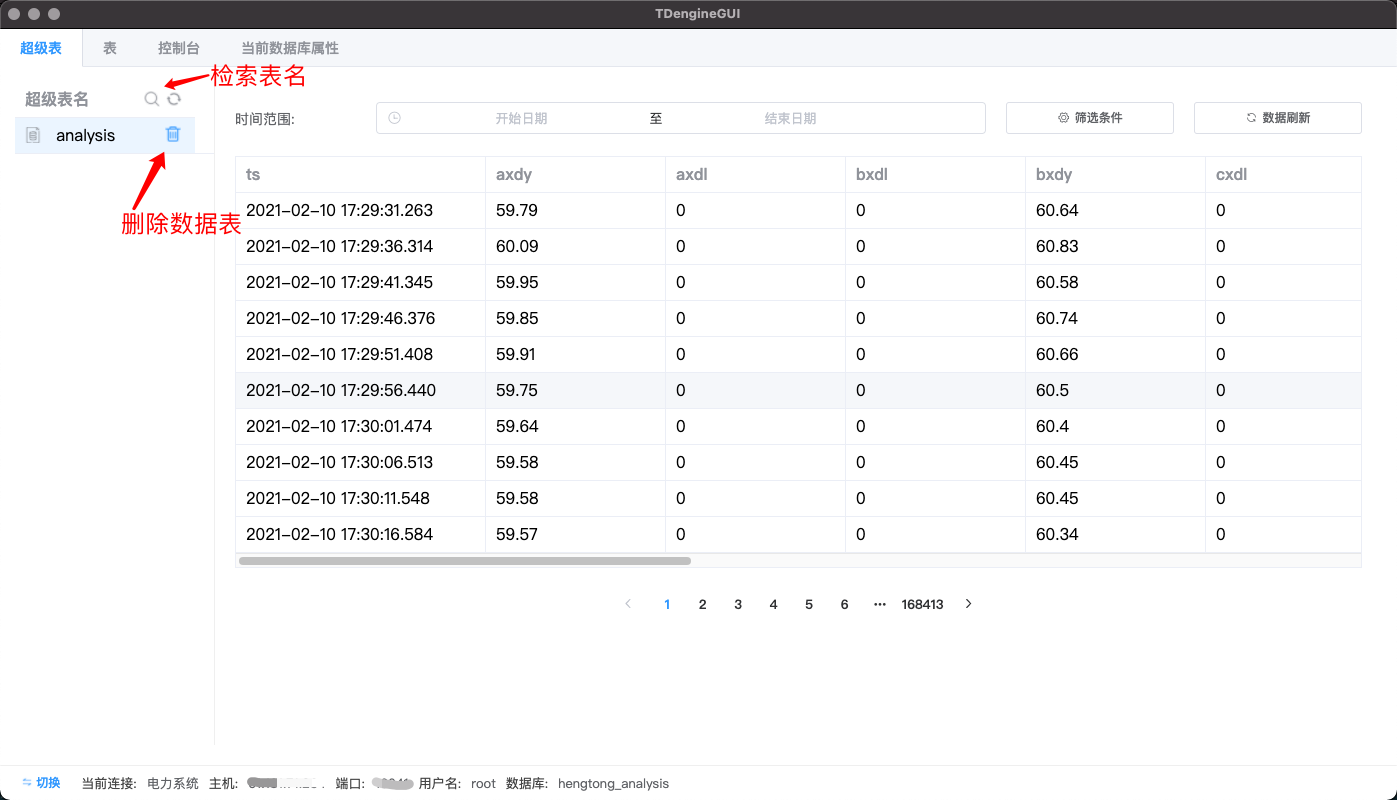 TDengineGUI
超级表 表 控制台 当前数据库属性
检索表名
超级表名
analysis
删除数据表
时间范围: 开始日期 至 结束日期 筛选条件 数据刷新
ts axdy axdl bxdl bxdy cxdl
2021-02-10 17:29:31.263 59.79 0 0 60.64 0
2021-02-10 17:29:36.314 60.09 0 0 60.83 0
2021-02-10 17:29:41.345 59.95 0 0 60.58 0
2021-02-10 17:29:46.376 59.85 0 0 60.74 0
2021-02-10 17:29:51.408 59.91 0 0 60.66 0
2021-02-10 17:29:56.440 59.75 0 0 60.5 0
2021-02-10 17:30:01.474 59.64 0 0 60.4 0
2021-02-10 17:30:06.513 59.58 0 0 60.45 0
2021-02-10 17:30:11.548 59.58 0 0 60.45 0
2021-02-10 17:30:16.584 59.57 0 0 60.34 0
1 2 3 4 5 6 ••• 168413
切换 当前连接: 电力系统 主机: 端口: 用户名: root 数据库: hengtong_analysis